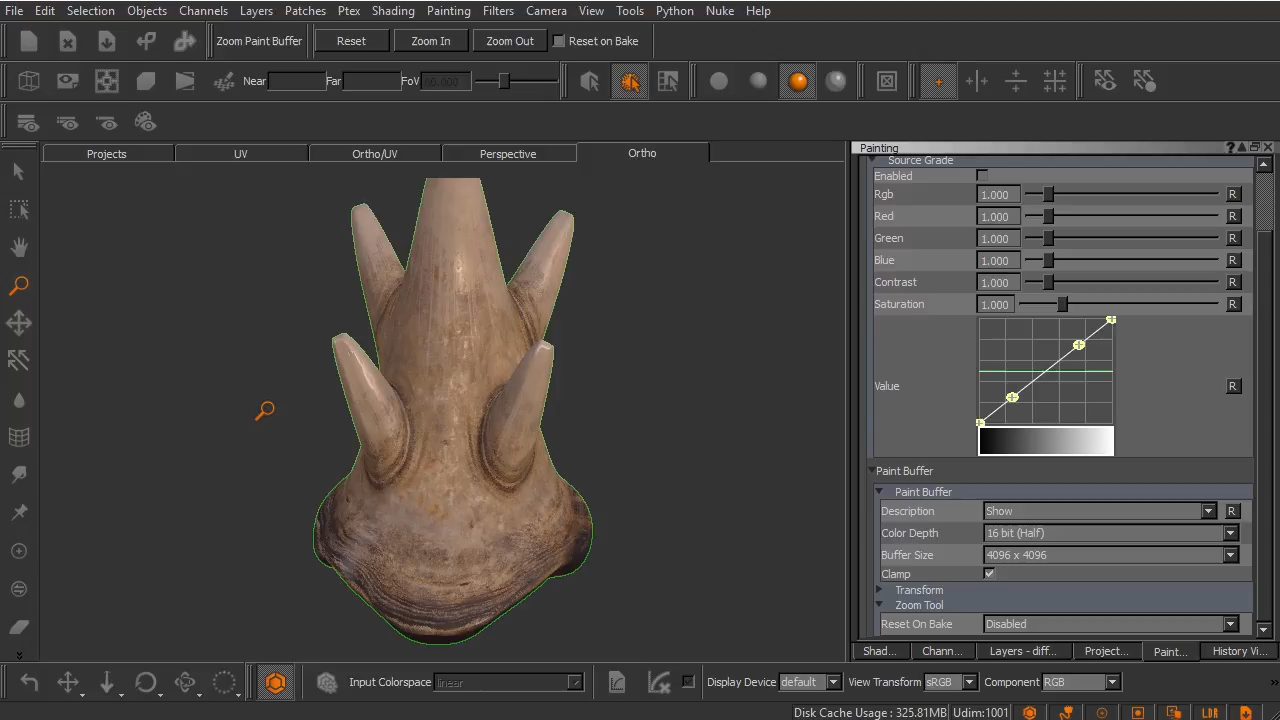 File Edit Selection Objects Channels Layers Patches Ptex Shading Painting Filters Camera View Tools Python Nuke Help
Zoom Paint Buffer Reset Zoom In Zoom Out Reset on Bake
Near Far FoV 60.000
Projects UV Ortho/UV Perspective Ortho
Painting
Source Grade
Enabled
Rgb 1.000 R
Red 1.000 R
Green 1.000 R
Blue 1.000 R
Contrast 1.000 R
Saturation 1.000 R
Value R
Paint Buffer
Paint Buffer
Description Show R
Color Depth 16 bit (Half)
Buffer Size 4096 x 4096
Clamp
Transform
Zoom Tool
Reset On Bake Disabled
Shad... Chann... Layers - diff... Project... Paint... History Vi...
Input Colorspace linear Display Device default View Transform sRGB Component RGB
Disk Cache Usage : 325.81MB Udim:1001 LDR